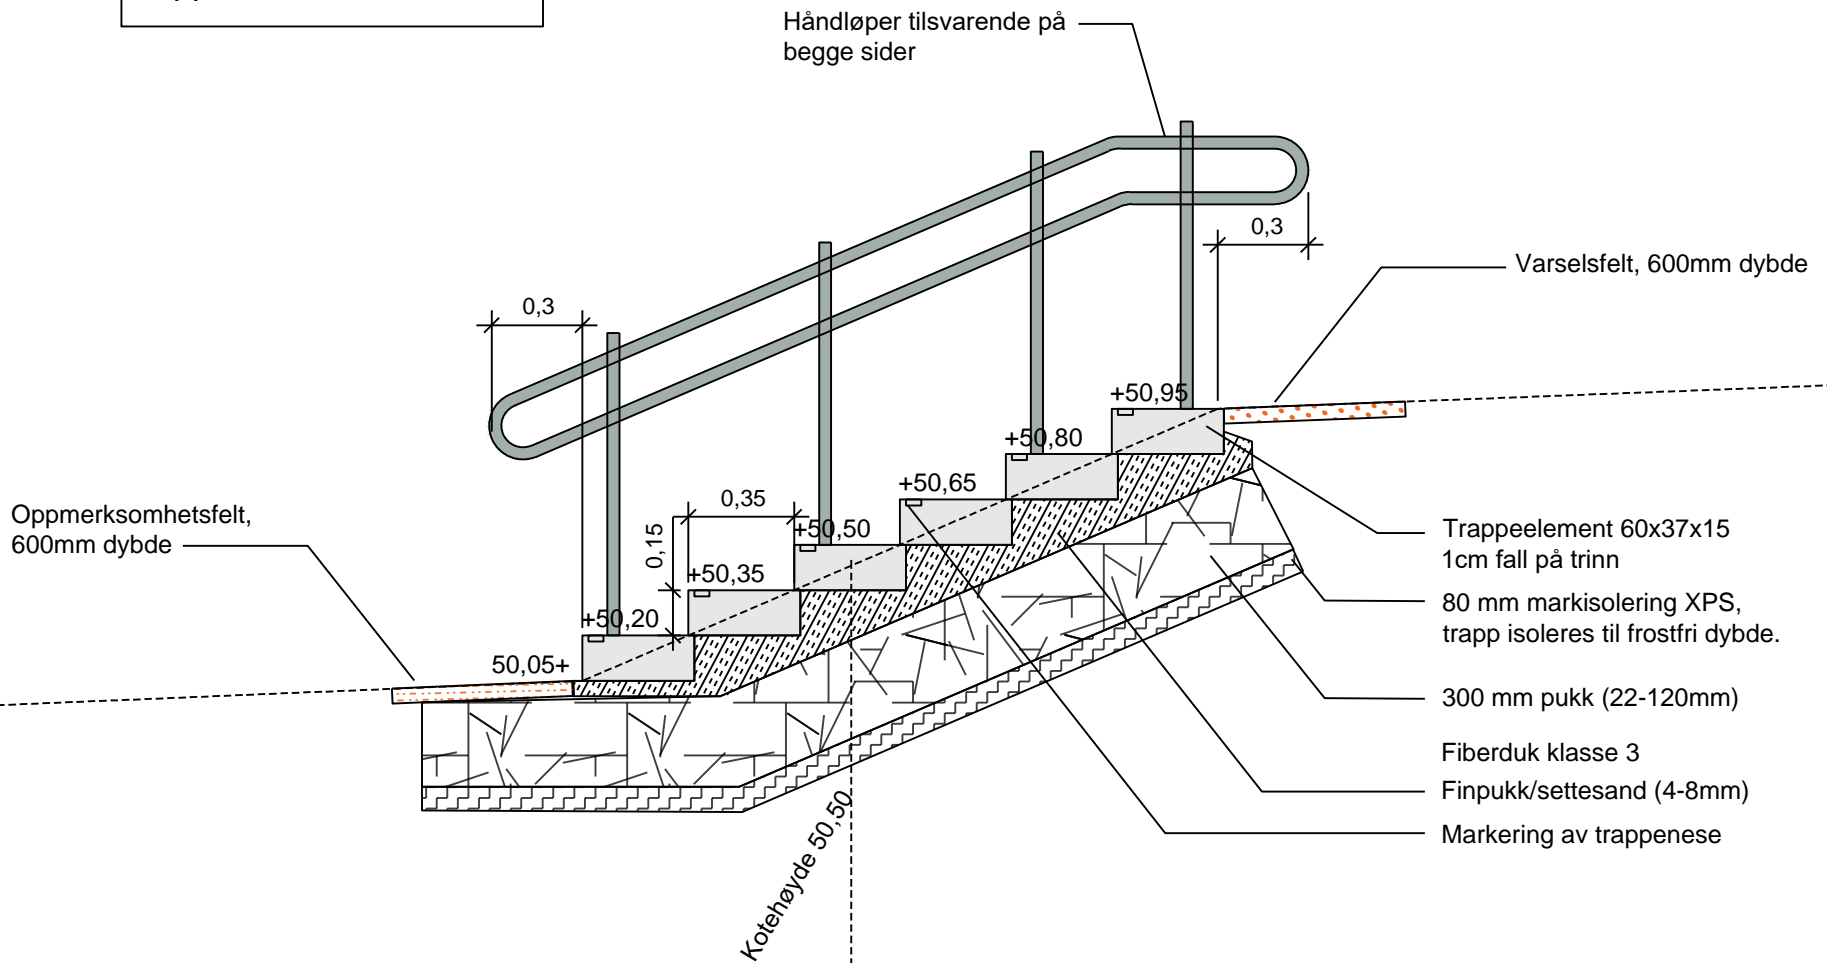 Håndløper tilsvarende på
begge sider
0,3
Varselsfelt, 600mm dybde
0,3
+50,95
+50,80
+50,65
0,35
+50,50
0,15
+50,35
+50,20
50,05+
Oppmerksomhetsfelt,
600mm dybde
Trappeelement 60x37x15
1cm fall på trinn
80 mm markisolering XPS,
trapp isoleres til frostfri dybde.
300 mm pukk (22-120mm)
Fiberduk klasse 3
Finpukk/settesand (4-8mm)
Markering av trappenese
Kotehøyde 50,50